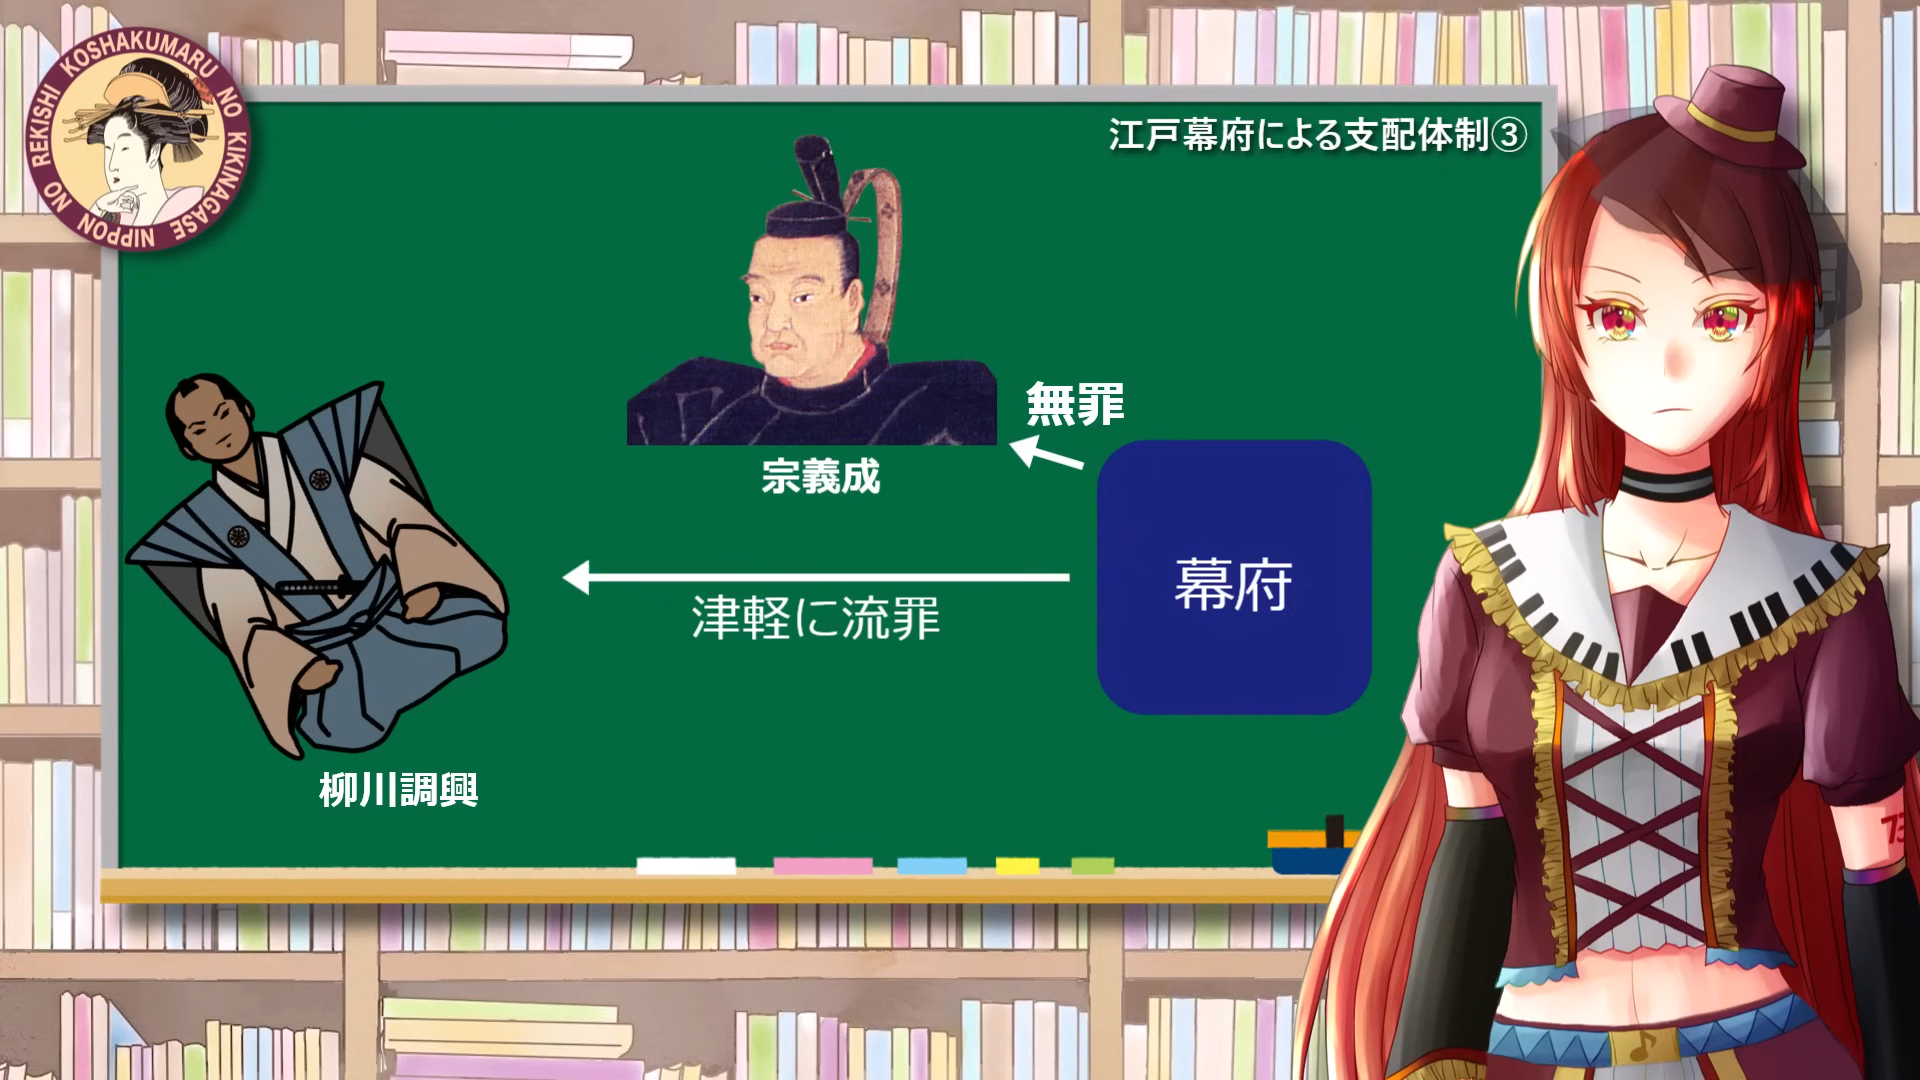 REKISHI KOSHAKUMARU NO KIKINAGASE NIPPON NO
江戸幕府による支配体制③
無罪
宗義成
幕府
津軽に流罪
柳川調興
73